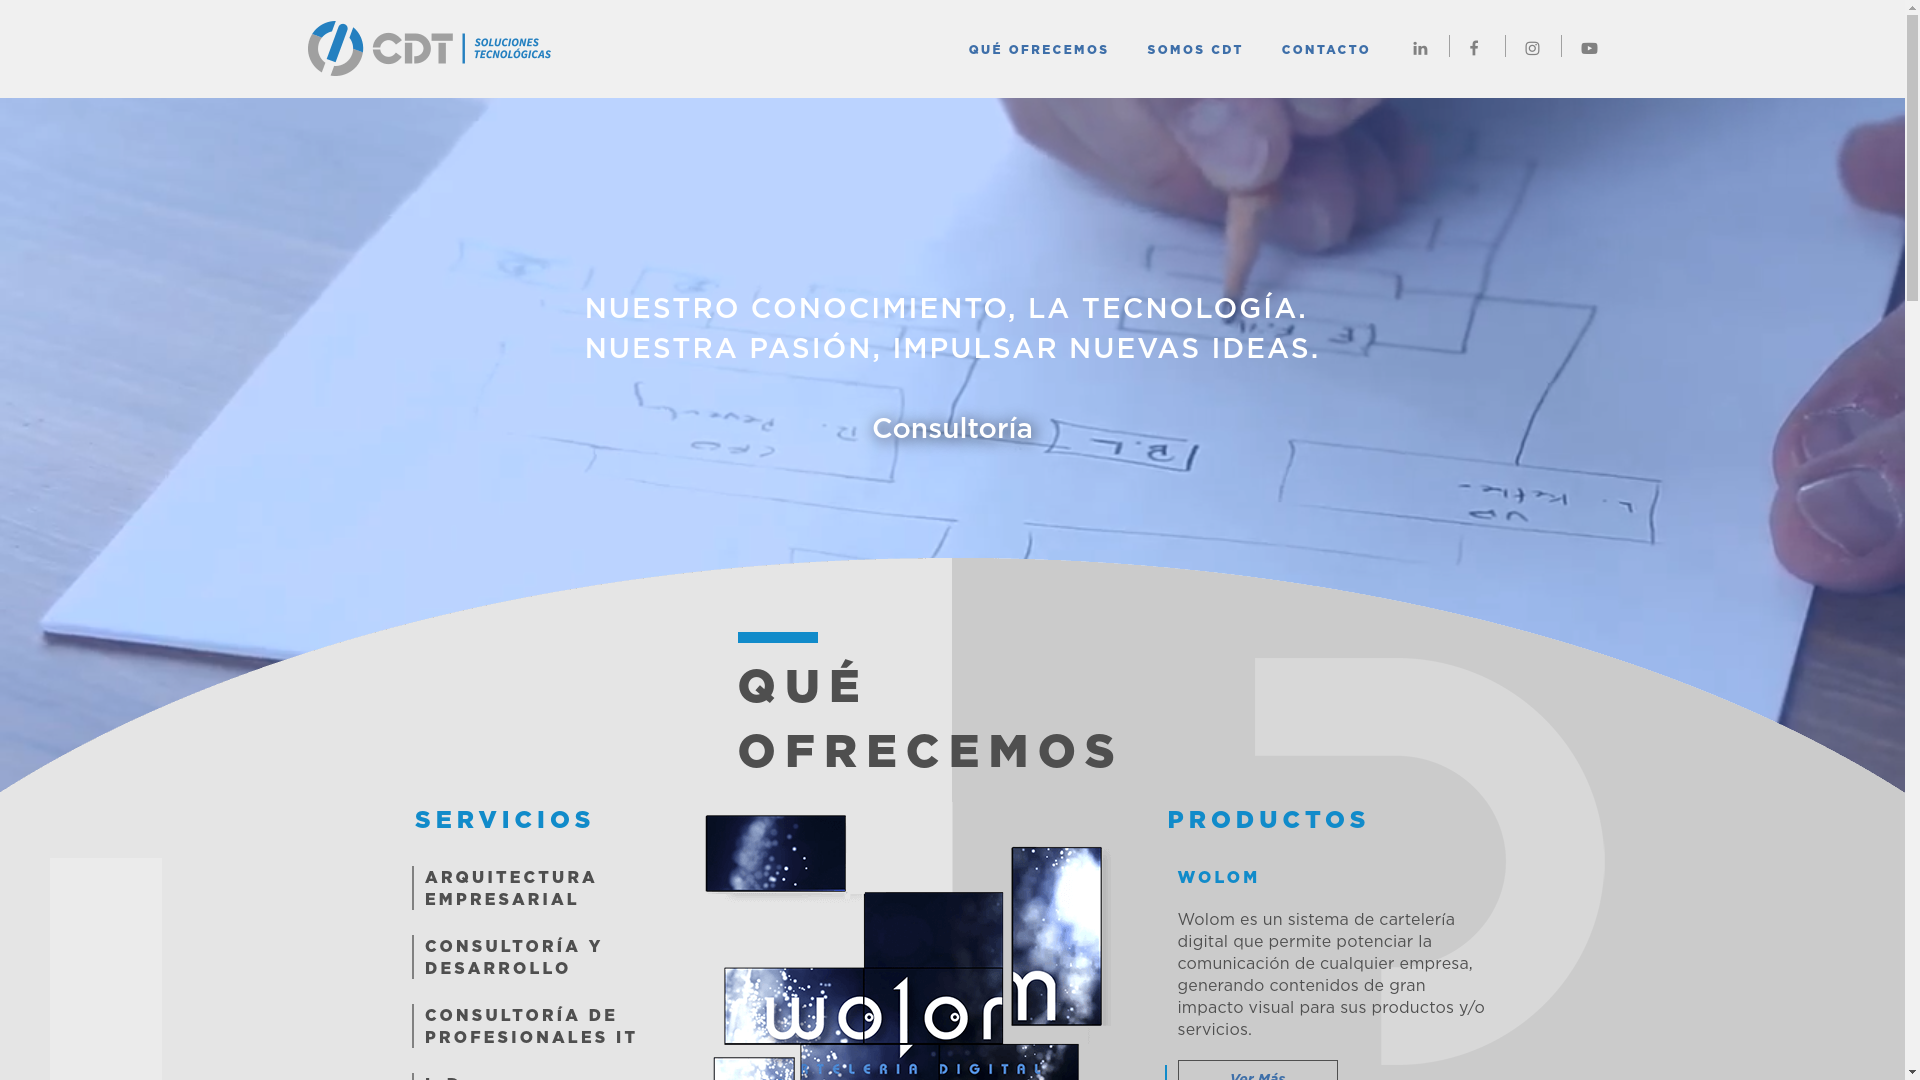 CDT
SOLUCIONES
TECNOLÓGICAS
QUÉ OFRECEMOS
SOMOS CDT
CONTACTO
NUESTRO CONOCIMIENTO, LA TECNOLOGÍA.
NUESTRA PASIÓN, IMPULSAR NUEVAS IDEAS.
Consultoría
B.L
QUÉ
OFRECEMOS
SERVICIOS
ARQUITECTURA
EMPRESARIAL
CONSULTORÍA Y
DESARROLLO
CONSULTORÍA DE
PROFESIONALES IT
PRODUCTOS
WOLOM
Wolom es un sistema de cartelería
digital que permite potenciar la
comunicación de cualquier empresa,
generando contenidos de gran
impacto visual para sus productos y/o
servicios.
Ver Más
wolom
DIGITAL